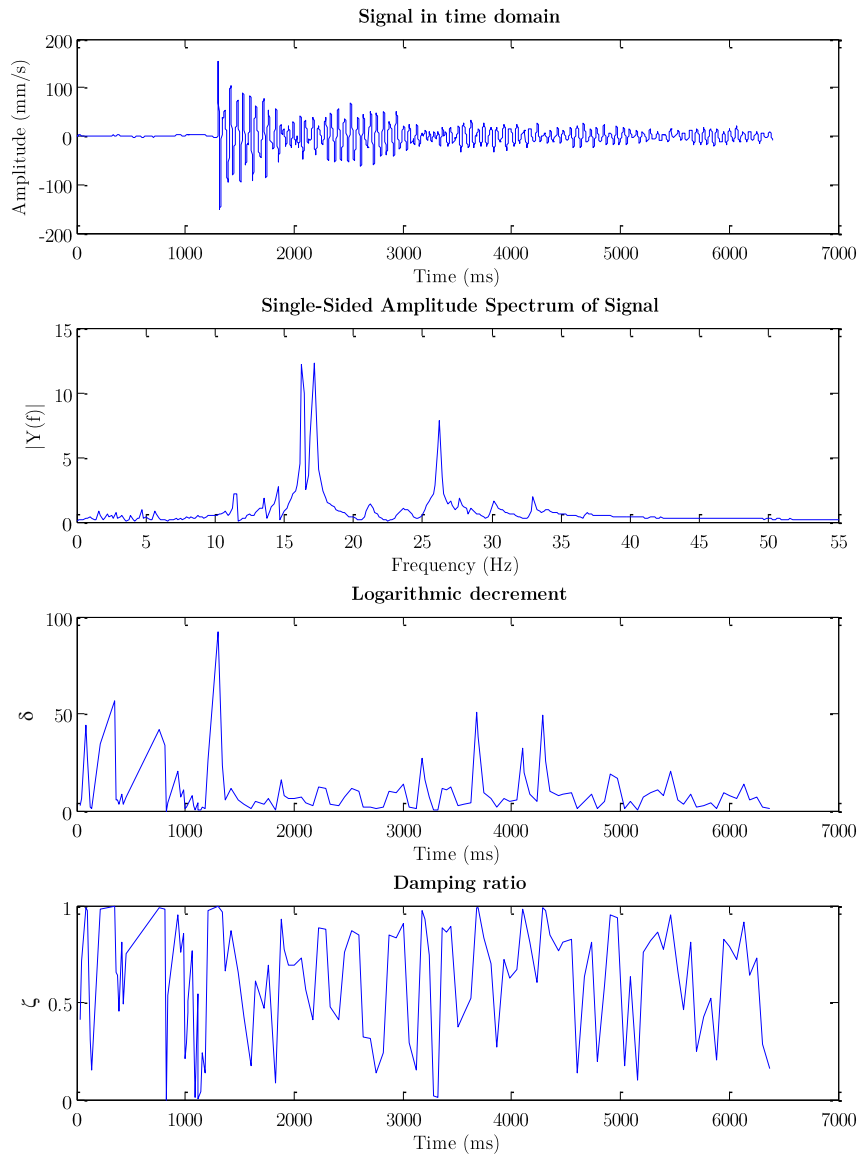 Signal in time domain
200
100
0
-100
-200
Amplitude (mm/s)
0 1000 2000 3000 4000 5000 6000 7000
Time (ms)
Single-Sided Amplitude Spectrum of Signal
15
10
5
0
|Y(f)|
0 5 10 15 20 25 30 35 40 45 50 55
Frequency (Hz)
Logarithmic decrement
100
50
0
δ
0 1000 2000 3000 4000 5000 6000 7000
Time (ms)
Damping ratio
1
0.5
0
ζ
0 1000 2000 3000 4000 5000 6000 7000
Time (ms)